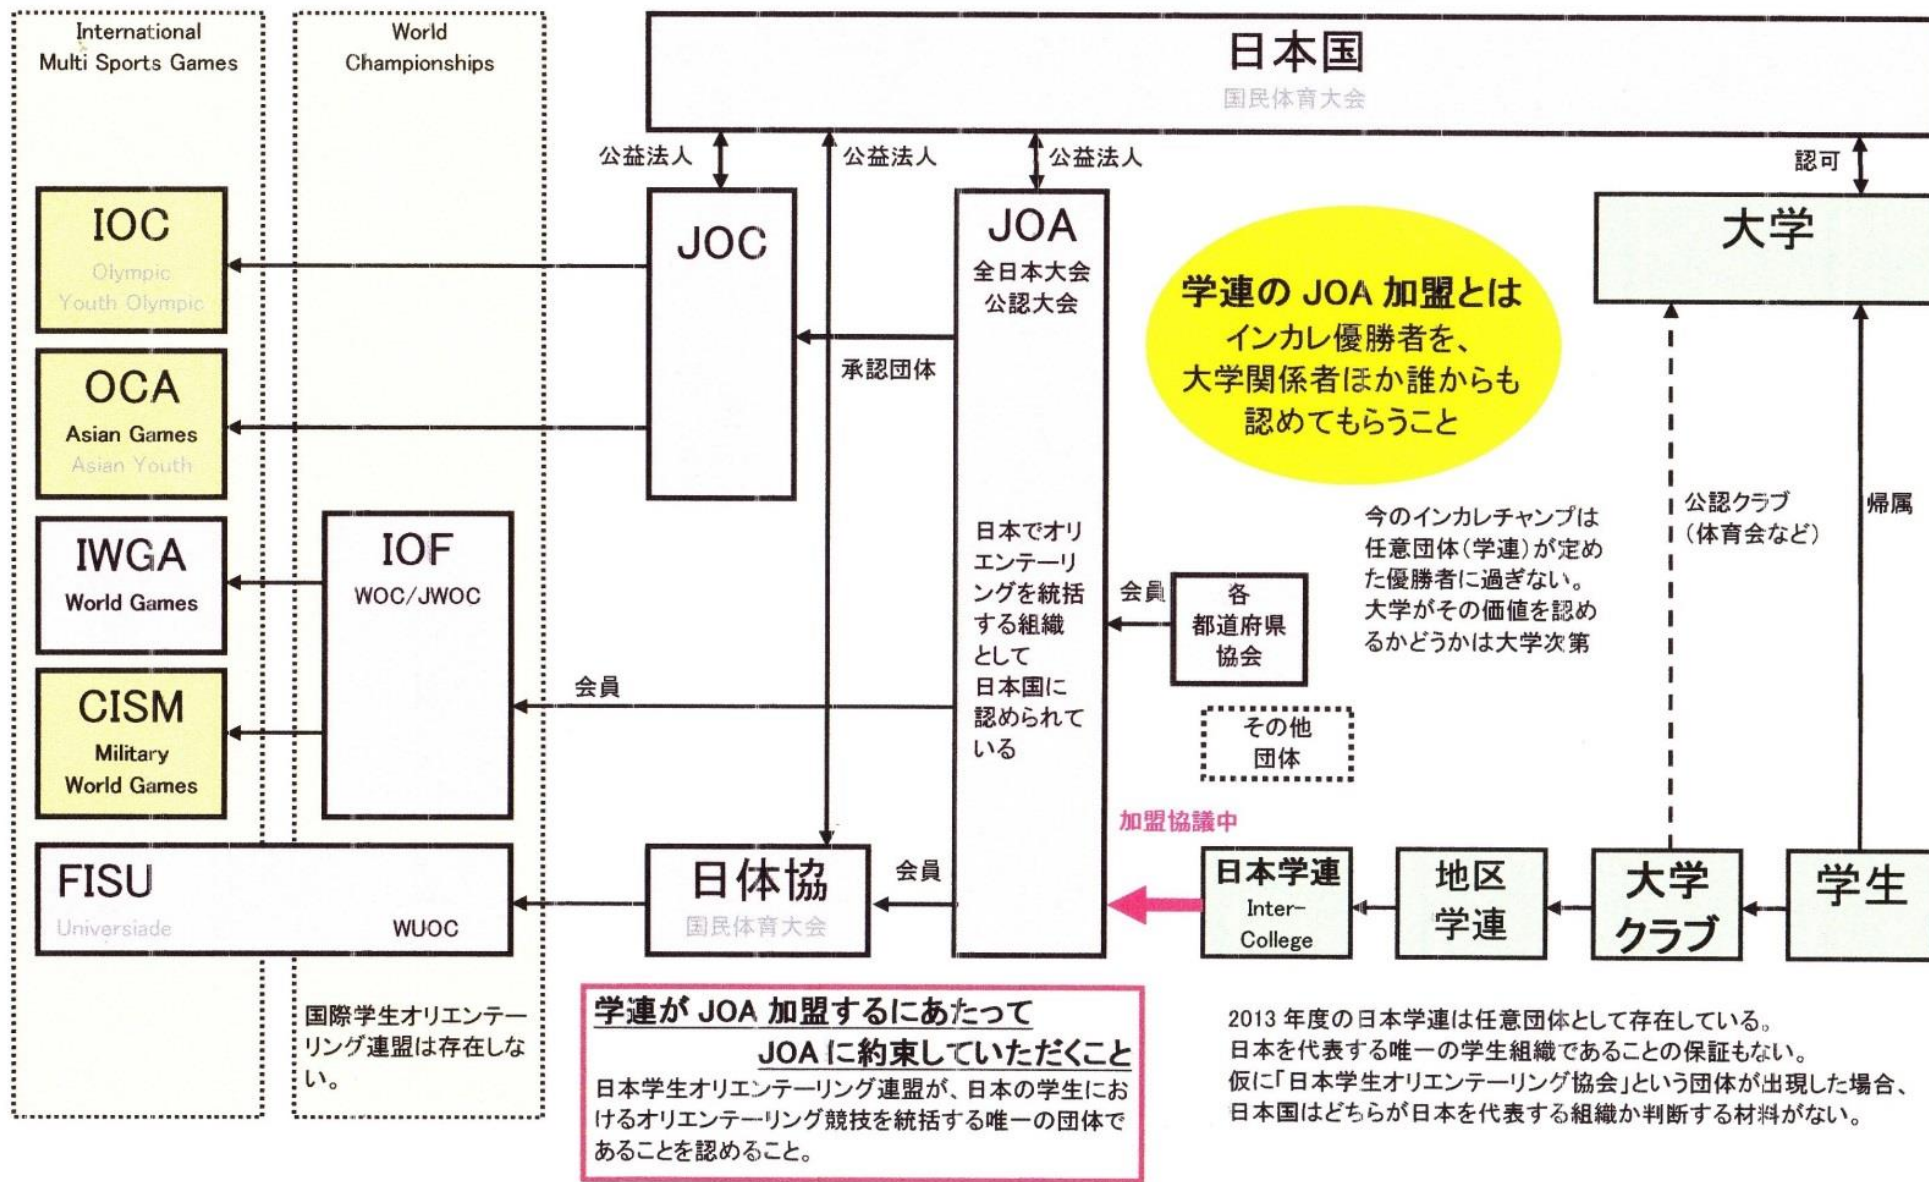 International
Multi Sports Games
World
Championships
日本国
国民体育大会
公益法人
公益法人
公益法人
認可
IOC
Olympic
Youth Olympic
JOC
JOA
全日本大会
公認大会
大学
学連の JOA 加盟とは
インカレ優勝者を、
大学関係者ほか誰からも
認めてもらうこと
承認団体
OCA
Asian Games
Asian Youth
公認クラブ
(体育会など)
帰属
今のインカレチャンプは
任意団体(学連)が定め
た優勝者に過ぎない。
大学がその価値を認め
るかどうかは大学次第
IWGA
World Games
IOF
WOC/JWOC
日本でオリ
エンテーリ
ングを統括
する組織
として
日本国に
認められて
いる
会員
各
都道府県
協会
会員
CISM
Military
World Games
その他
団体
加盟協議中
FISU
Universiade
WUOC
日体協
国民体育大会
会員
日本学連
Inter-
College
地区
学連
大学
クラブ
学生
国際学生オリエンテー
リング連盟は存在しな
い。
学連が JOA 加盟するにあたって
JOA に約束していただくこと
日本学生オリエンテーリング連盟が、日本の学生にお
けるオリエンテーリング競技を統括する唯一の団体で
あることを認めること。
2013 年度の日本学連は任意団体として存在している。
日本を代表する唯一の学生組織であることの保証もない。
仮に「日本学生オリエンテーリング協会」という団体が出現した場合、
日本国はどちらが日本を代表する組織か判断する材料がない。